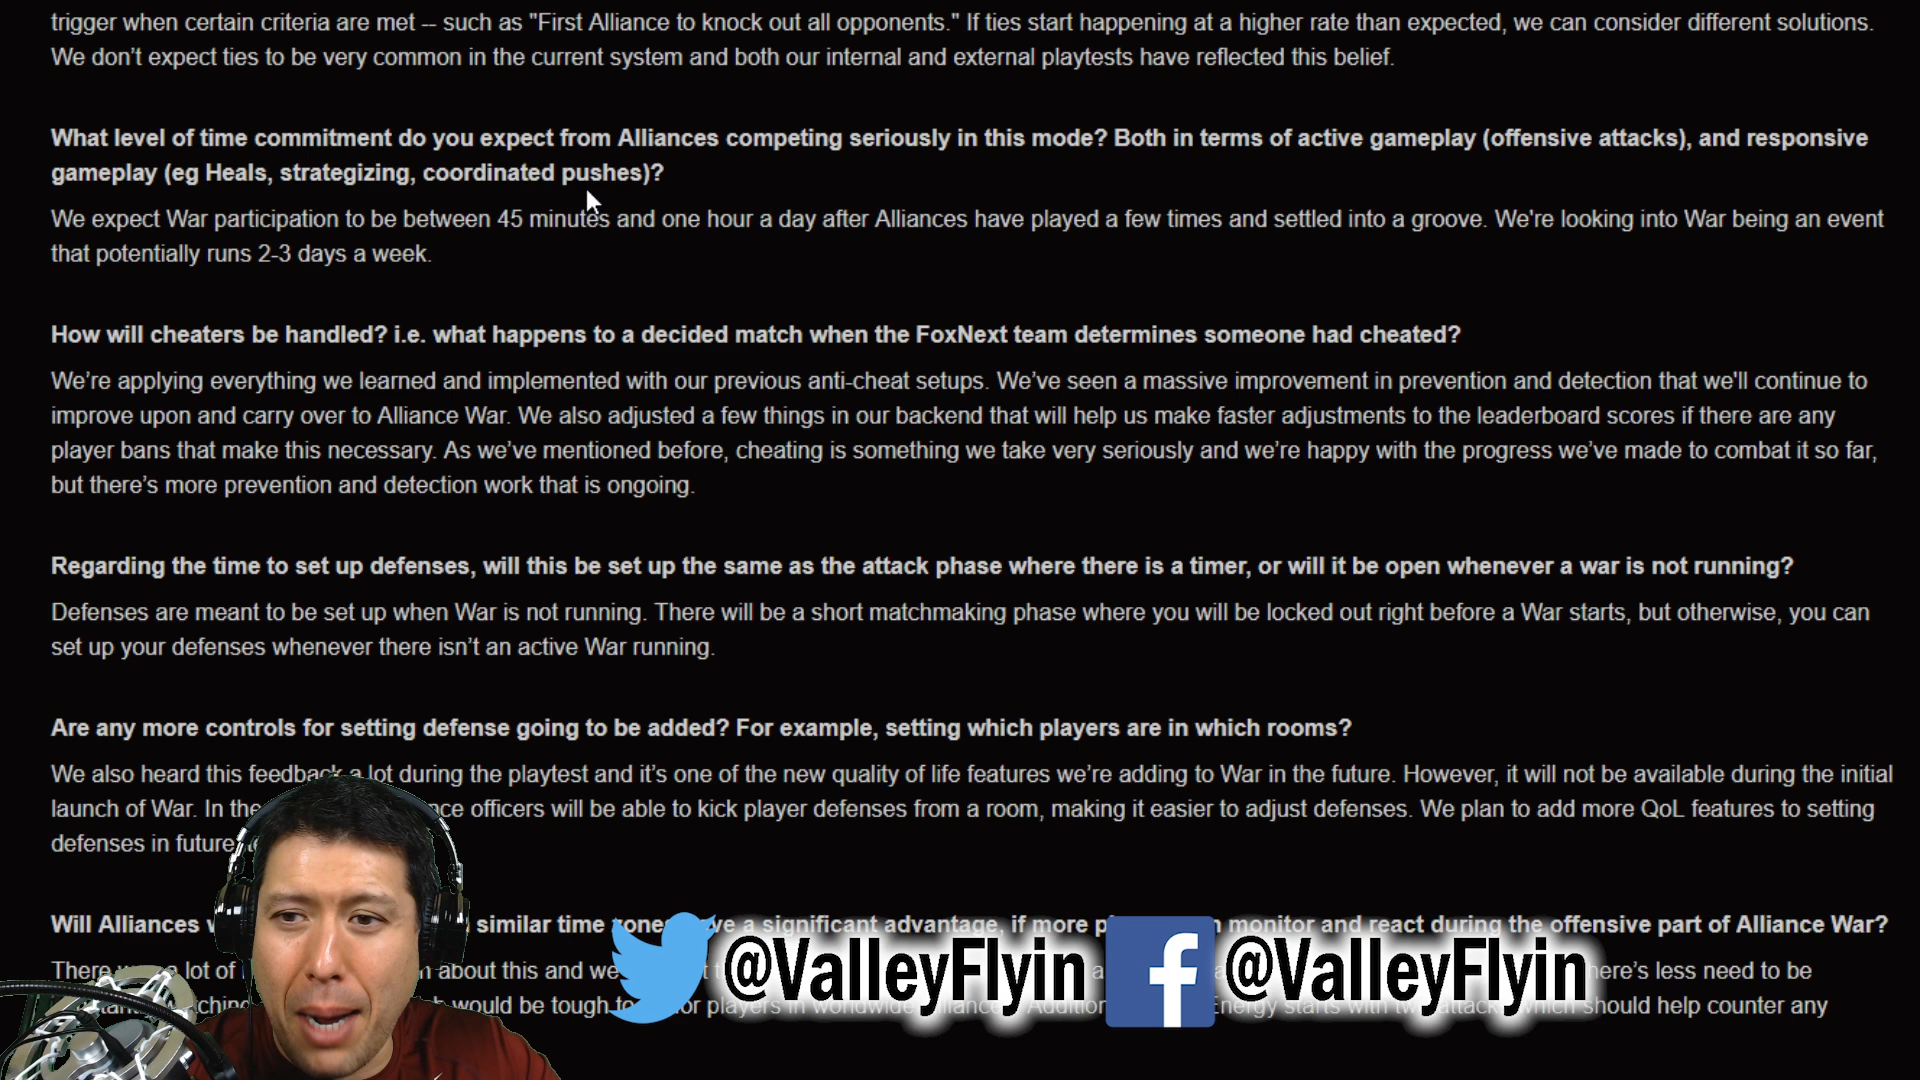 trigger when certain criteria are met -- such as "First Alliance to knock out all opponents." If ties start happening at a higher rate than expected, we can consider different solutions.
We don’t expect ties to be very common in the current system and both our internal and external playtests have reflected this belief.
What level of time commitment do you expect from Alliances competing seriously in this mode? Both in terms of active gameplay (offensive attacks), and responsive
gameplay (eg Heals, strategizing, coordinated pushes)?
We expect War participation to be between 45 minutes and one hour a day after Alliances have played a few times and settled into a groove. We're looking into War being an event
that potentially runs 2-3 days a week.
How will cheaters be handled? i.e. what happens to a decided match when the FoxNext team determines someone had cheated?
We’re applying everything we learned and implemented with our previous anti-cheat setups. We’ve seen a massive improvement in prevention and detection that we'll continue to
improve upon and carry over to Alliance War. We also adjusted a few things in our backend that will help us make faster adjustments to the leaderboard scores if there are any
player bans that make this necessary. As we’ve mentioned before, cheating is something we take very seriously and we’re happy with the progress we’ve made to combat it so far,
but there’s more prevention and detection work that is ongoing.
Regarding the time to set up defenses, will this be set up the same as the attack phase where there is a timer, or will it be open whenever a war is not running?
Defenses are meant to be set up when War is not running. There will be a short matchmaking phase where you will be locked out right before a War starts, but otherwise, you can
set up your defenses whenever there isn’t an active War running.
Are any more controls for setting defense going to be added? For example, setting which players are in which rooms?
We also heard this feedback a lot during the playtest and it’s one of the new quality of life features we’re adding to War in the future. However, it will not be available during the initial
launch of War. In the officers will be able to kick player defenses from a room, making it easier to adjust defenses. We plan to add more QoL features to setting
defenses in future
Will Alliances similar time a significant advantage, if more monitor and react during the offensive part of Alliance War?
There lot of about this and there’s less need to be
would be tough players in worldwide Energy starts with attack should help counter any
@ValleyFlyin @ValleyFlyin